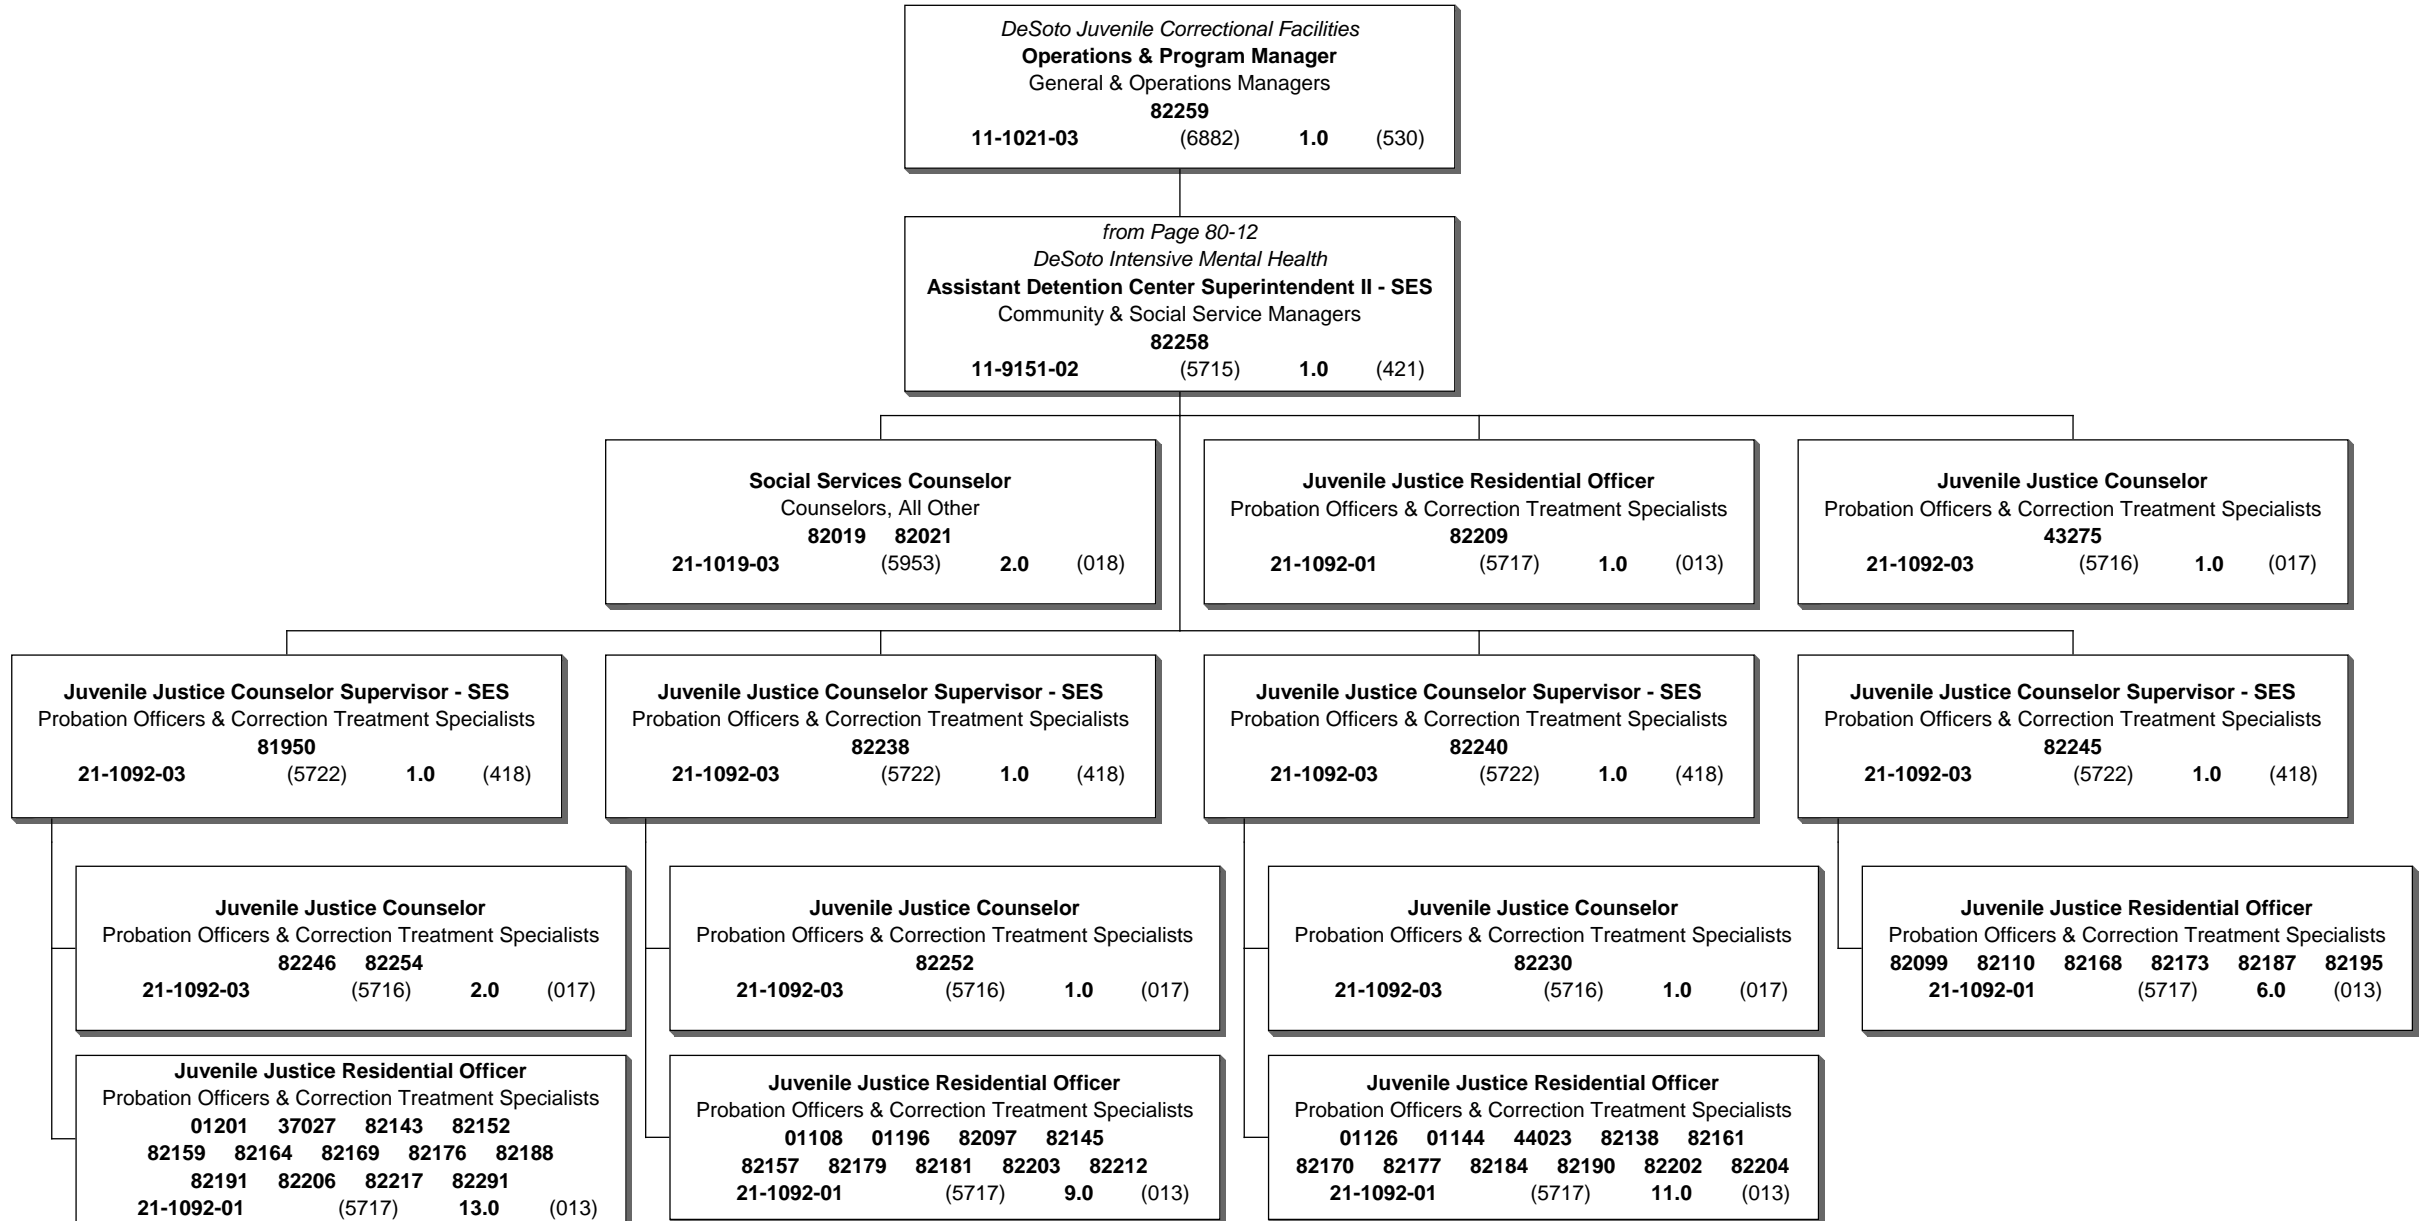 DeSoto Juvenile Correctional Facilities
Operations & Program Manager
General & Operations Managers
82259
11-1021-03 (6882) 1.0 (530)
from Page 80-12
DeSoto Intensive Mental Health
Assistant Detention Center Superintendent II - SES
Community & Social Service Managers
82258
11-9151-02 (5715) 1.0 (421)
Social Services Counselor
Counselors, All Other
82019 82021
21-1019-03 (5953) 2.0 (018)
Juvenile Justice Residential Officer
Probation Officers & Correction Treatment Specialists
82209
21-1092-01 (5717) 1.0 (013)
Juvenile Justice Counselor
Probation Officers & Correction Treatment Specialists
43275
21-1092-03 (5716) 1.0 (017)
Juvenile Justice Counselor Supervisor - SES
Probation Officers & Correction Treatment Specialists
81950
21-1092-03 (5722) 1.0 (418)
Juvenile Justice Counselor Supervisor - SES
Probation Officers & Correction Treatment Specialists
82238
21-1092-03 (5722) 1.0 (418)
Juvenile Justice Counselor Supervisor - SES
Probation Officers & Correction Treatment Specialists
82240
21-1092-03 (5722) 1.0 (418)
Juvenile Justice Counselor Supervisor - SES
Probation Officers & Correction Treatment Specialists
82245
21-1092-03 (5722) 1.0 (418)
Juvenile Justice Counselor
Probation Officers & Correction Treatment Specialists
82246 82254
21-1092-03 (5716) 2.0 (017)
Juvenile Justice Counselor
Probation Officers & Correction Treatment Specialists
82252
21-1092-03 (5716) 1.0 (017)
Juvenile Justice Counselor
Probation Officers & Correction Treatment Specialists
82230
21-1092-03 (5716) 1.0 (017)
Juvenile Justice Residential Officer
Probation Officers & Correction Treatment Specialists
82099 82110 82168 82173 82187 82195
21-1092-01 (5717) 6.0 (013)
Juvenile Justice Residential Officer
Probation Officers & Correction Treatment Specialists
01201 37027 82143 82152
82159 82164 82169 82176 82188
82191 82206 82217 82291
21-1092-01 (5717) 13.0 (013)
Juvenile Justice Residential Officer
Probation Officers & Correction Treatment Specialists
01108 01196 82097 82145
82157 82179 82181 82203 82212
21-1092-01 (5717) 9.0 (013)
Juvenile Justice Residential Officer
Probation Officers & Correction Treatment Specialists
01126 01144 44023 82138 82161
82170 82177 82184 82190 82202 82204
21-1092-01 (5717) 11.0 (013)